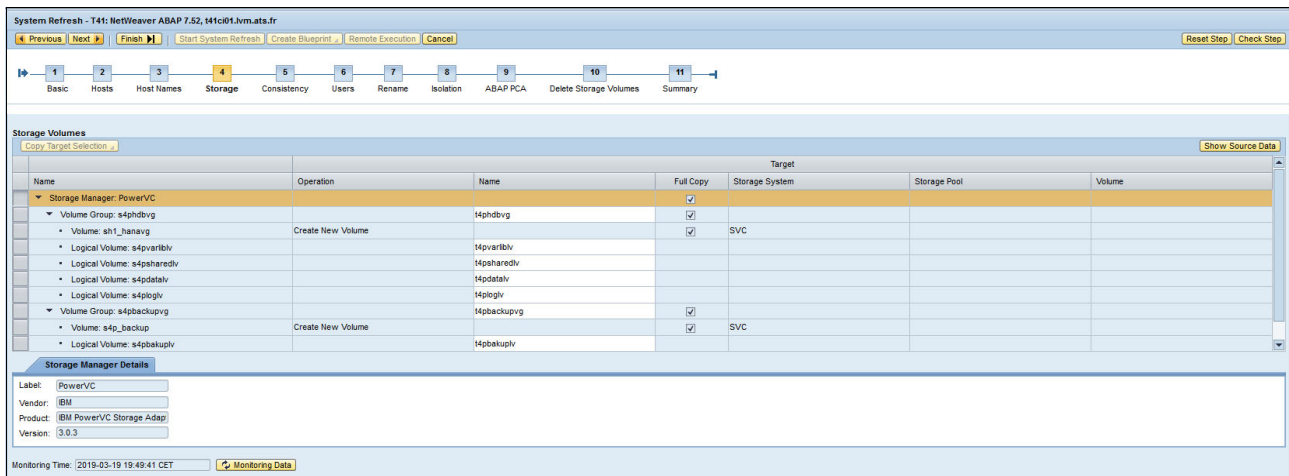 System Refresh - T41: NetWeaver ABAP 7.52, t41ci01.lvm.ats.fr
Previous Next Finish Start System Refresh Create Blueprint Remote Execution Cancel Reset Step Check Step
1 2 3 4 5 6 7 8 9 10 11
Basic Hosts Host Names Storage Consistency Users Rename Isolation ABAP PCA Delete Storage Volumes Summary
Storage Volumes
Copy Target Selection Show Source Data
Target
Name Operation Name Full Copy Storage System Storage Pool Volume
Storage Manager: PowerVC
Volume Group: s4phdbvg t4phdbvg
Volume: sh1_hanavg Create New Volume SVC
Logical Volume: s4pvarliblv t4pvarliblv
Logical Volume: s4psharedlv t4psharedlv
Logical Volume: s4pdatalv t4pdatalv
Logical Volume: s4ploglv t4ploglv
Volume Group: s4pbackupvg t4pbackupvg
Volume: s4p_backup Create New Volume SVC
Logical Volume: s4pbakuplv t4pbakuplv
Storage Manager Details
Label: PowerVC
Vendor: IBM
Product: IBM PowerVC Storage Adap
Version: 3.0.3
Monitoring Time: 2019-03-19 19:49:41 CET Monitoring Data